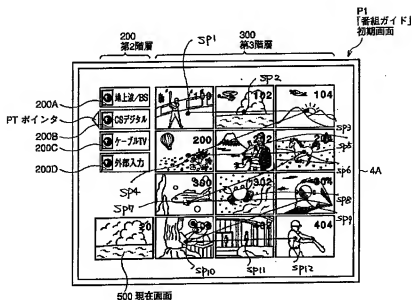 P1
「番組ガイド」
初期画面
200
第2階層
300
第3階層
SP1
SP2
200A
地上波/BS
100
102
104
PT ポインタ
CSデジタル
SP3
200B
200C
ケーブルTV
200
SP5
200D
外部入力
SP6
SP4
300
302
304
SP8
4A
SP7
SP9
404
SP10
SP11
SP12
500 現在画面